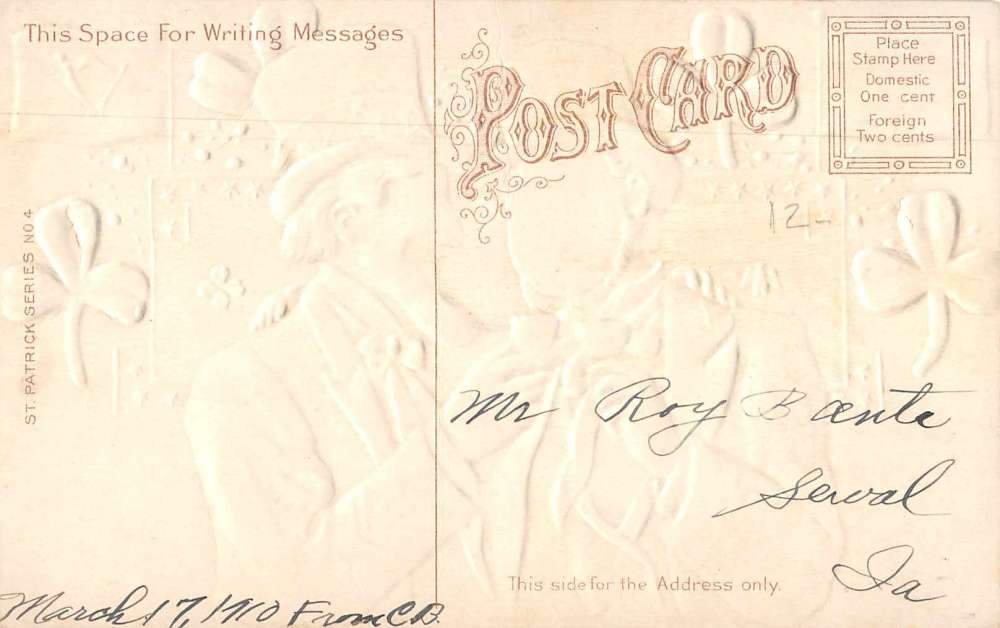 This Space For Writing Messages
POST CARD
Place
Stamp Here
Domestic
One cent
Foreign
Two cents
12-
ST. PATRICK SERIES NO 4
Mr Roy Bante
Serval
Ia
This side for the Address only.
March 17, 1910 From C.B.